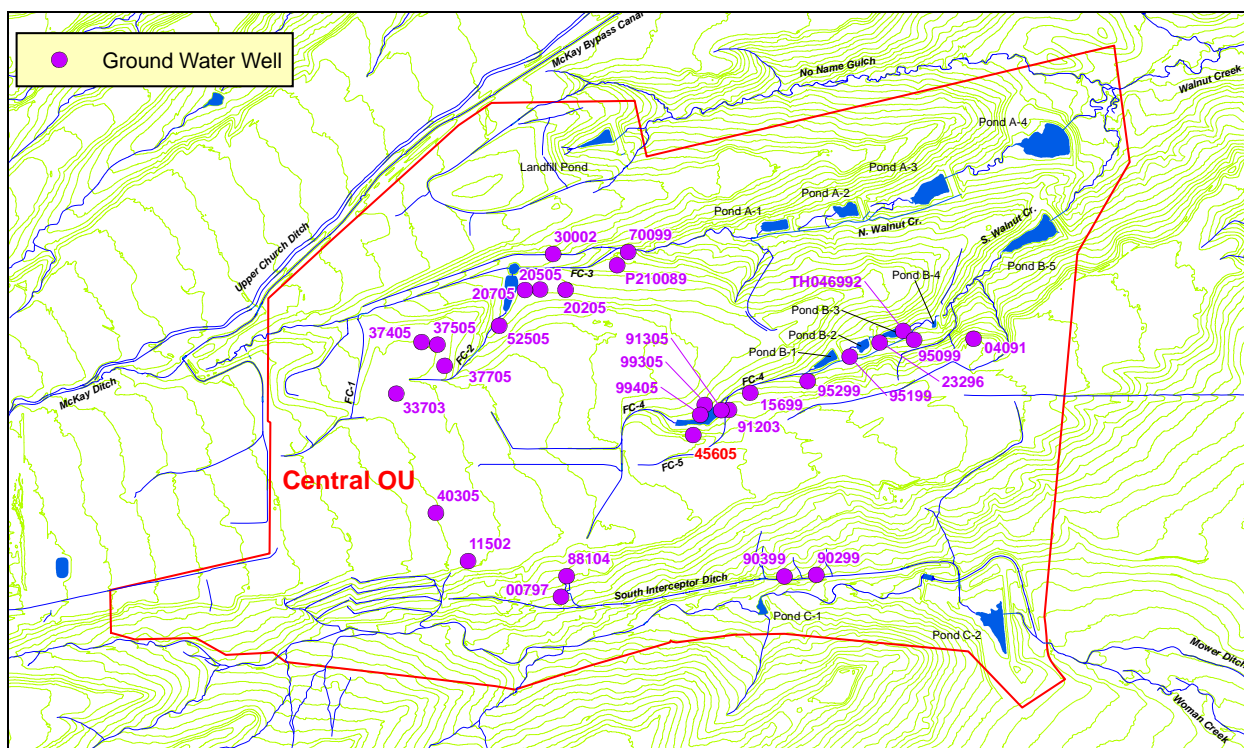 Ground Water Well
McKay Bypass Canal
No Name Gulch
Walnut Creek
Pond A-4
Landfill Pond
Pond A-3
Pond A-2
Pond A-1
N. Walnut Cr.
S. Walnut Cr.
Pond B-5
Upper Church Ditch
30002
70099
FC-3
P210089
20505
20705
20205
TH046992
Pond B-4
Pond B-3
Pond B-2
Pond B-1
37405
37505
52505
91305
99305
99405
95099
04091
23296
95199
95299
FC-2
37705
FC-1
McKay Ditch
33703
FC-4
FC-4
15699
91203
45605
FC-5
Central OU
40305
11502
88104
00797
South Interceptor Ditch
90399
90299
Pond C-1
Pond C-2
Mower Ditch
Woman Creek